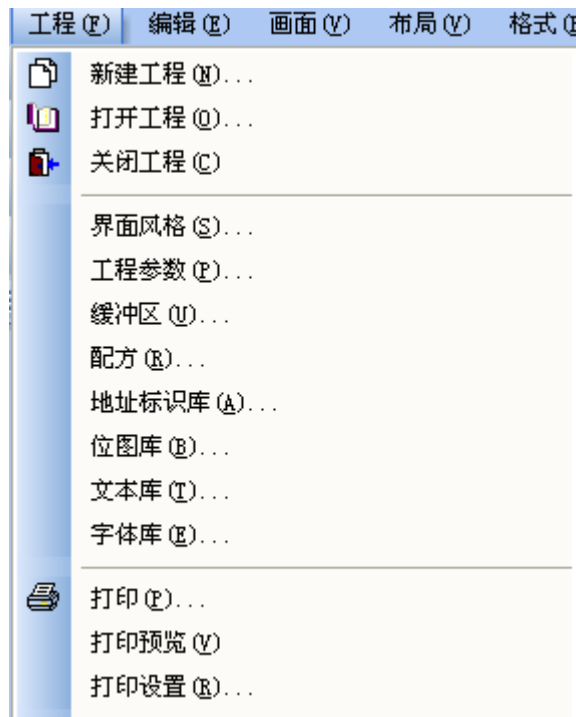 工程(F) 编辑(E) 画面(V) 布局(V) 格式(
新建工程(N)...
打开工程(O)...
关闭工程(C)
界面风格(S)...
工程参数(P)...
缓冲区(U)...
配方(R)...
地址标识库(A)...
位图库(B)...
文本库(T)...
字体库(E)...
打印(P)...
打印预览(V)
打印设置(R)...